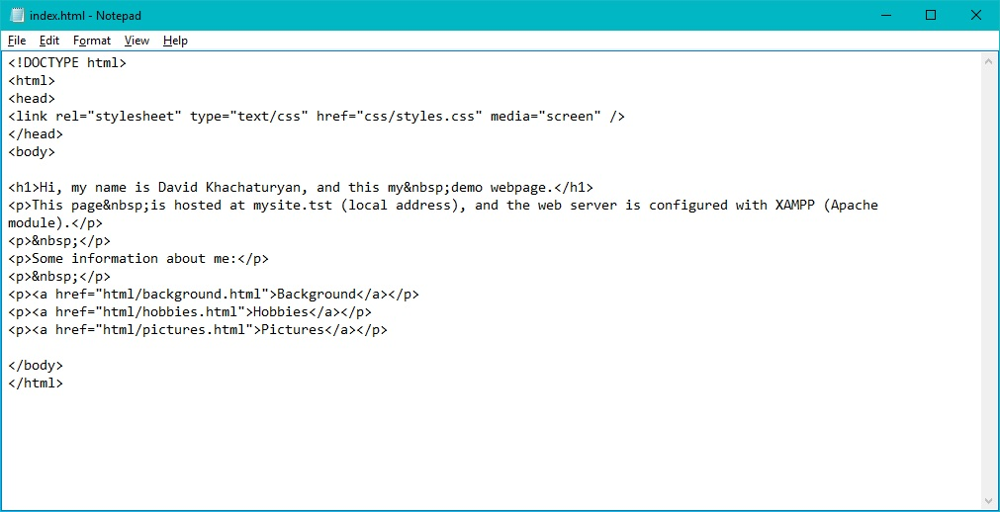 index.html - Notepad
File Edit Format View Help
<!DOCTYPE html>
<html>
<head>
<link rel="stylesheet" type="text/css" href="css/styles.css" media="screen" />
</head>
<body>
<h1>Hi, my name is David Khachaturyan, and this my&nbsp;demo webpage.</h1>
<p>This page&nbsp;is hosted at mysite.tst (local address), and the web server is configured with XAMPP (Apache
module).</p>
<p>&nbsp;</p>
<p>Some information about me:</p>
<p>&nbsp;</p>
<p><a href="html/background.html">Background</a></p>
<p><a href="html/hobbies.html">Hobbies</a></p>
<p><a href="html/pictures.html">Pictures</a></p>
</body>
</html>